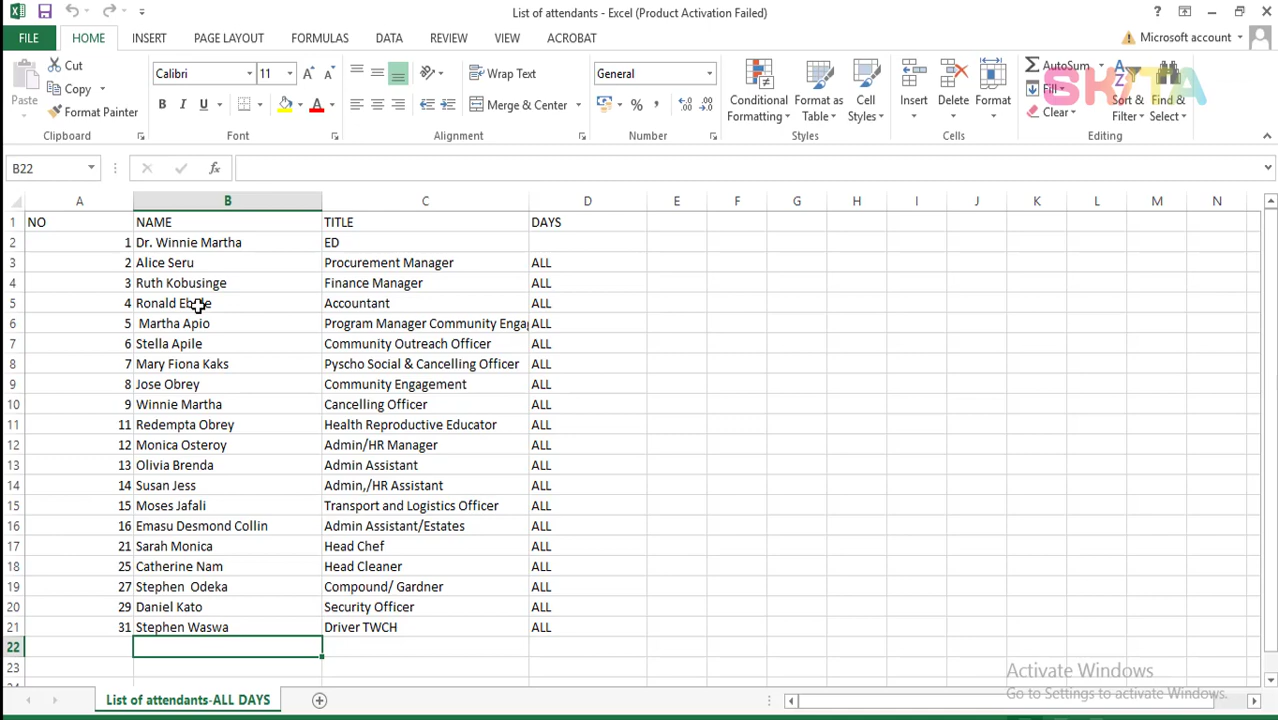 List of attendants - Excel (Product Activation Failed)
FILE HOME INSERT PAGE LAYOUT FORMULAS DATA REVIEW VIEW ACROBAT Microsoft account
Cut
Copy
Format Painter
Paste
Clipboard
Calibri 11
B I U
Font
Wrap Text
Merge & Center
Alignment
General
Number
Conditional Formatting
Format as Table
Cell Styles
Styles
Insert Delete Format
Cells
AutoSum
Fill
Clear
Sort & Filter
Find & Select
Editing
SKITA
B22
A B C D E F G H I J K L M N
1 NO NAME TITLE DAYS
2 1 Dr. Winnie Martha ED
3 2 Alice Seru Procurement Manager ALL
4 3 Ruth Kobusinge Finance Manager ALL
5 4 Ronald Accountant ALL
6 5 Martha Apio Program Manager Community Enga ALL
7 6 Stella Apile Community Outreach Officer ALL
8 7 Mary Fiona Kaks Pyscho Social & Cancelling Officer ALL
9 8 Jose Obrey Community Engagement ALL
10 9 Winnie Martha Cancelling Officer ALL
11 11 Redempta Obrey Health Reproductive Educator ALL
12 12 Monica Osteroy Admin/HR Manager ALL
13 13 Olivia Brenda Admin Assistant ALL
14 14 Susan Jess Admin,/HR Assistant ALL
15 15 Moses Jafali Transport and Logistics Officer ALL
16 16 Emasu Desmond Collin Admin Assistant/Estates ALL
17 21 Sarah Monica Head Chef ALL
18 25 Catherine Nam Head Cleaner ALL
19 27 Stephen Odeka Compound/ Gardner ALL
20 29 Daniel Kato Security Officer ALL
21 31 Stephen Waswa Driver TWCH ALL
22
23
Activate Windows
Go to Settings to activate Windows.
List of attendants-ALL DAYS